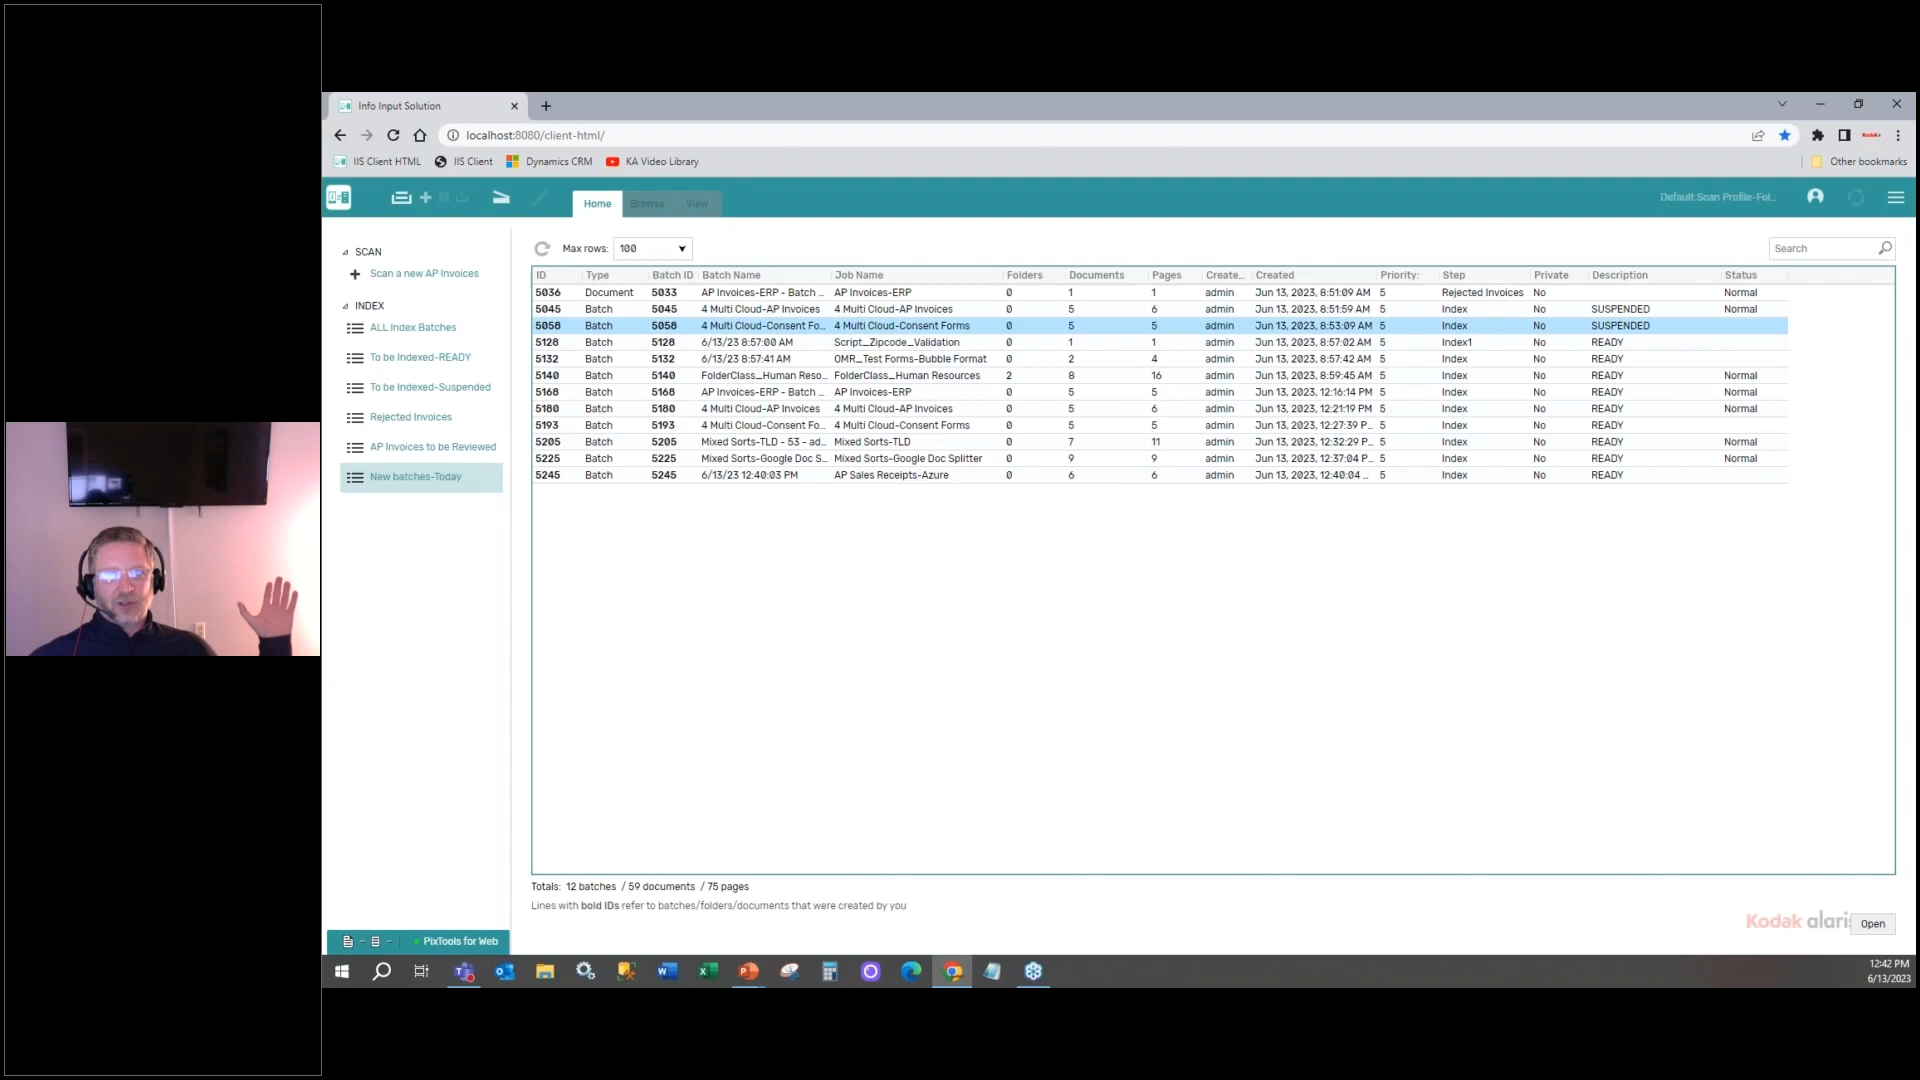 Info Input Solution
localhost:8080/client-html/
IIS Client HTML IIS Client Dynamics CRM KA Video Library Other bookmarks
Home Browse View Default Scan Profile-Fol...
SCAN
Scan a new AP Invoices
INDEX
ALL Index Batches
To be Indexed-READY
To be Indexed-Suspended
Rejected Invoices
AP Invoices to be Reviewed
New batches-Today
Max rows: 100 Search
ID Type Batch ID Batch Name Job Name Folders Documents Pages Create... Created Priority: Step Private Description Status
5036 Document 5033 AP Invoices-ERP - Batch ... AP Invoices-ERP 0 1 1 admin Jun 13, 2023, 8:51:09 AM 5 Rejected Invoices No Normal
5045 Batch 5045 4 Multi Cloud-AP Invoices 4 Multi Cloud-AP Invoices 0 5 6 admin Jun 13, 2023, 8:51:59 AM 5 Index No SUSPENDED Normal
5058 Batch 5058 4 Multi Cloud-Consent Fo... 4 Multi Cloud-Consent Forms 0 5 5 admin Jun 13, 2023, 8:53:09 AM 5 Index No SUSPENDED
5128 Batch 5128 6/13/23 8:57:00 AM Script_Zipcode_Validation 0 1 1 admin Jun 13, 2023, 8:57:02 AM 5 Index1 No READY
5132 Batch 5132 6/13/23 8:57:41 AM OMR_Test Forms-Bubble Format 0 2 4 admin Jun 13, 2023, 8:57:42 AM 5 Index No READY
5140 Batch 5140 FolderClass_Human Reso... FolderClass_Human Resources 2 8 16 admin Jun 13, 2023, 8:59:45 AM 5 Index No READY Normal
5168 Batch 5168 AP Invoices-ERP - Batch ... AP Invoices-ERP 0 5 5 admin Jun 13, 2023, 12:16:14 PM 5 Index No READY Normal
5180 Batch 5180 4 Multi Cloud-AP Invoices 4 Multi Cloud-AP Invoices 0 5 6 admin Jun 13, 2023, 12:21:19 PM 5 Index No READY Normal
5193 Batch 5193 4 Multi Cloud-Consent Fo... 4 Multi Cloud-Consent Forms 0 5 5 admin Jun 13, 2023, 12:27:39 P... 5 Index No READY
5205 Batch 5205 Mixed Sorts-TLD - 53 - ad... Mixed Sorts-TLD 0 7 11 admin Jun 13, 2023, 12:32:29 P... 5 Index No READY Normal
5225 Batch 5225 Mixed Sorts-Google Doc S... Mixed Sorts-Google Doc Splitter 0 9 9 admin Jun 13, 2023, 12:37:04 P... 5 Index No READY Normal
5245 Batch 5245 6/13/23 12:40:03 PM AP Sales Receipts-Azure 0 6 6 admin Jun 13, 2023, 12:40:04 ... 5 Index No READY
Totals: 12 batches / 59 documents / 75 pages
Lines with bold IDs refer to batches/folders/documents that were created by you
Kodak alaris Open
PixTools for Web
12:42 PM
6/13/2023